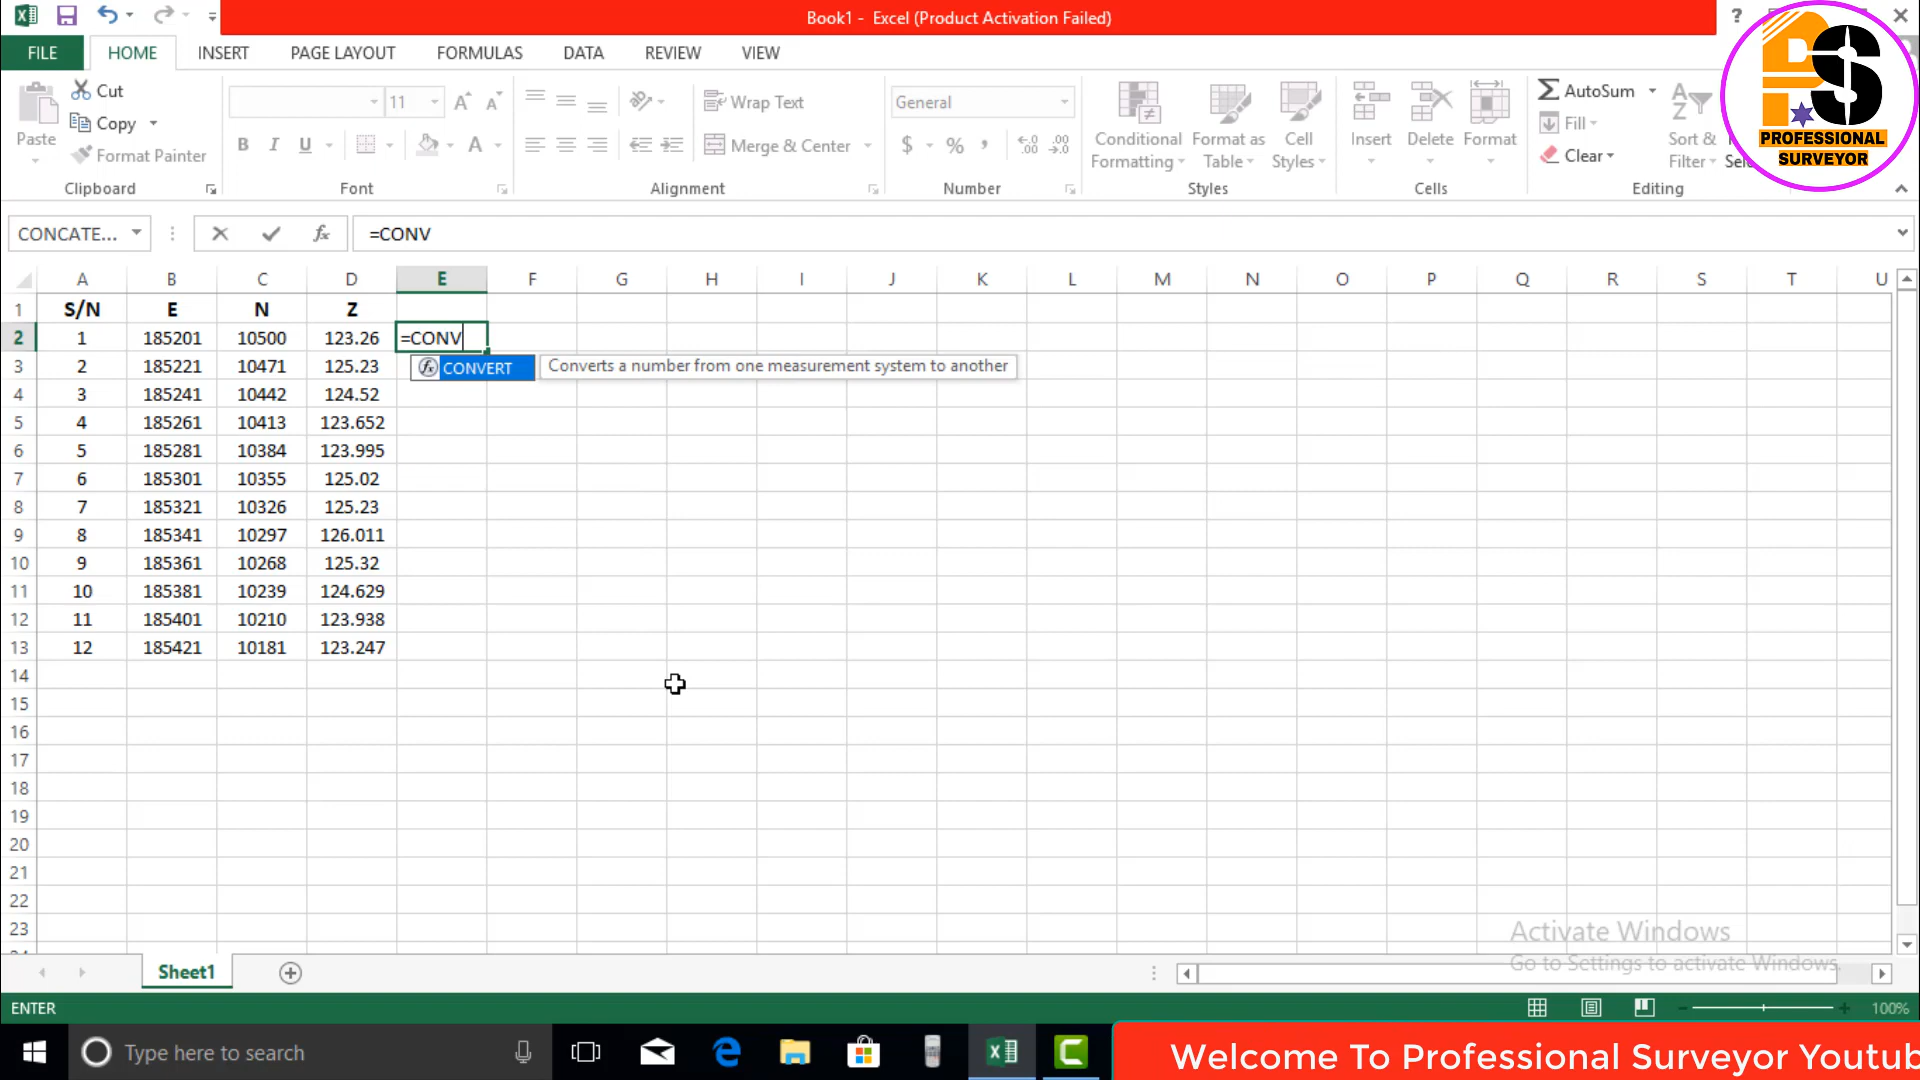 Book1 - Excel (Product Activation Failed)
?
FILE HOME INSERT PAGE LAYOUT FORMULAS DATA REVIEW VIEW
Paste Cut Copy Format Painter
Clipboard
11
B I U A
Font
Wrap Text
Merge & Center
Alignment
General
$ % ,
Number
Conditional Formatting
Format as Table
Cell Styles
Styles
Insert Delete Format
Cells
AutoSum
Fill
Clear
Sort & Filter
Editing
PS
PROFESSIONAL
SURVEYOR
CONCATE... fx =CONV
A B C D E F G H I J K L M N O P Q R S T U
1 S/N E N Z
2 1 185201 10500 123.26 =CONV
fx CONVERT Converts a number from one measurement system to another
3 2 185221 10471 125.23
4 3 185241 10442 124.52
5 4 185261 10413 123.652
6 5 185281 10384 123.995
7 6 185301 10355 125.02
8 7 185321 10326 125.23
9 8 185341 10297 126.011
10 9 185361 10268 125.32
11 10 185381 10239 124.629
12 11 185401 10210 123.938
13 12 185421 10181 123.247
14
15
16
17
18
19
20
21
22
23
Activate Windows
Go to Settings to activate Windows.
Sheet1
ENTER 100%
Type here to search
Welcome To Professional Surveyor Youtub